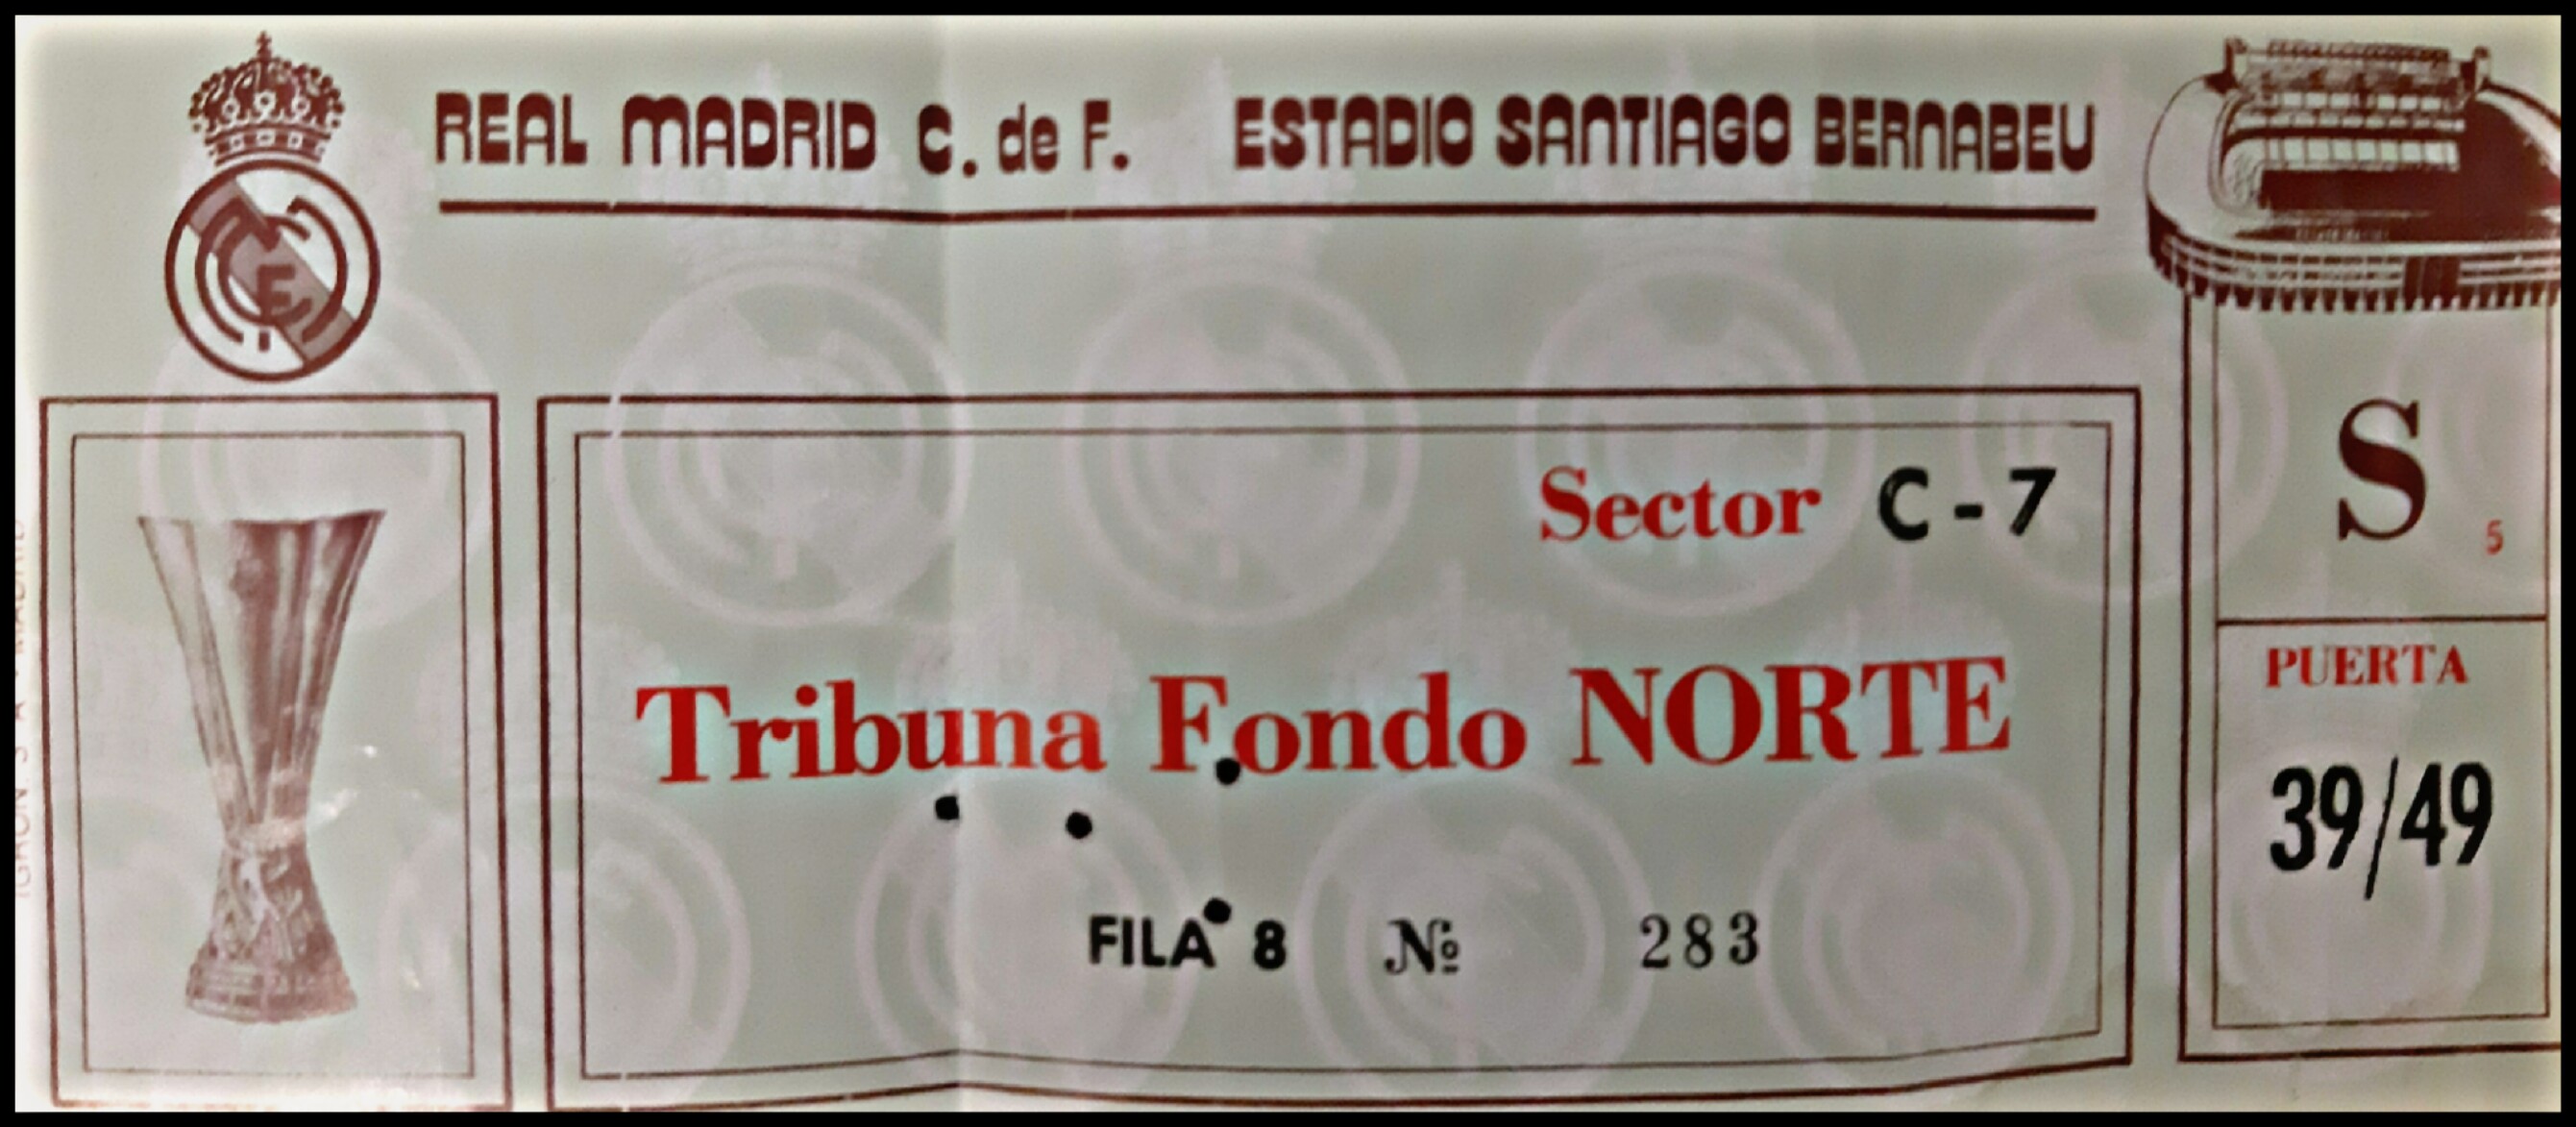 REAL MADRID C. de F. ESTADIO SANTIAGO BERNABEU
Sector C - 7
Tribuna Fondo NORTE
FILA 8 № 283
S
5
PUERTA
39/49